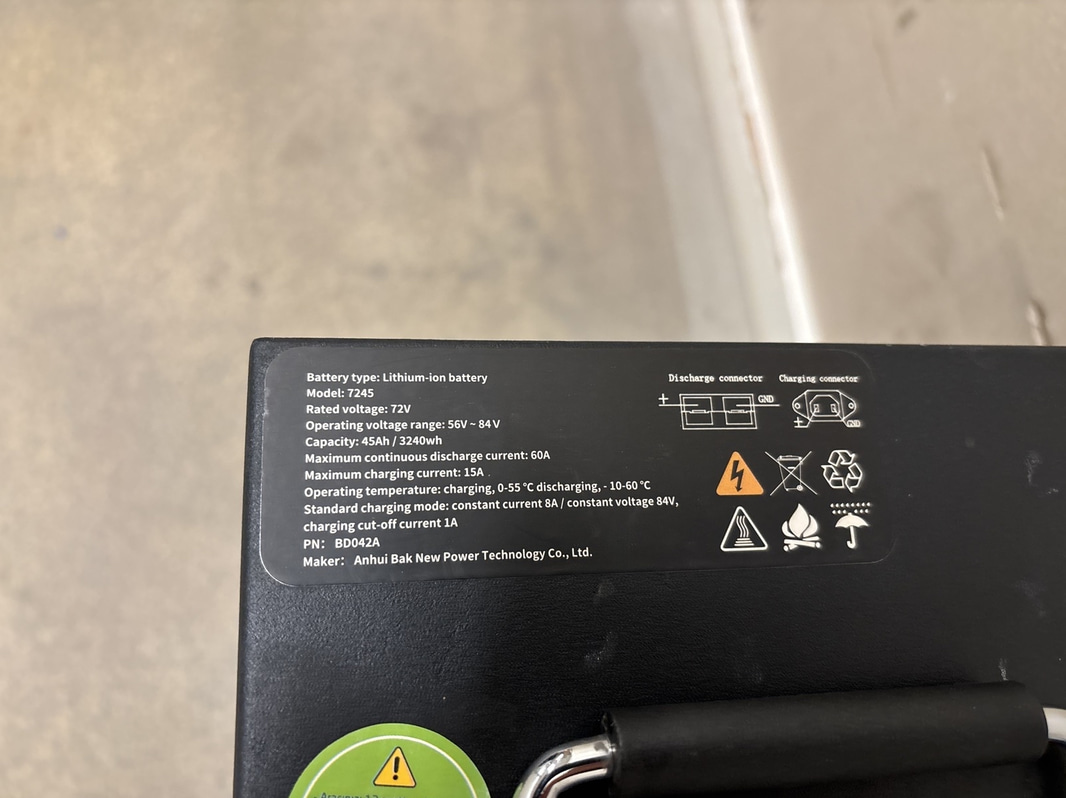 Battery type: Lithium-ion battery
Model: 7245
Rated voltage: 72V
Operating voltage range: 56V ~ 84V
Capacity: 45Ah / 3240wh
Maximum continuous discharge current: 60A
Maximum charging current: 15A
Operating temperature: charging, 0-55 °C discharging, - 10-60 °C
Standard charging mode: constant current 8A / constant voltage 84V,
charging cut-off current 1A
PN: BD042A
Maker: Anhui Bak New Power Technology Co., Ltd.
Discharge connector
Charging connector
+ GND
+ GND